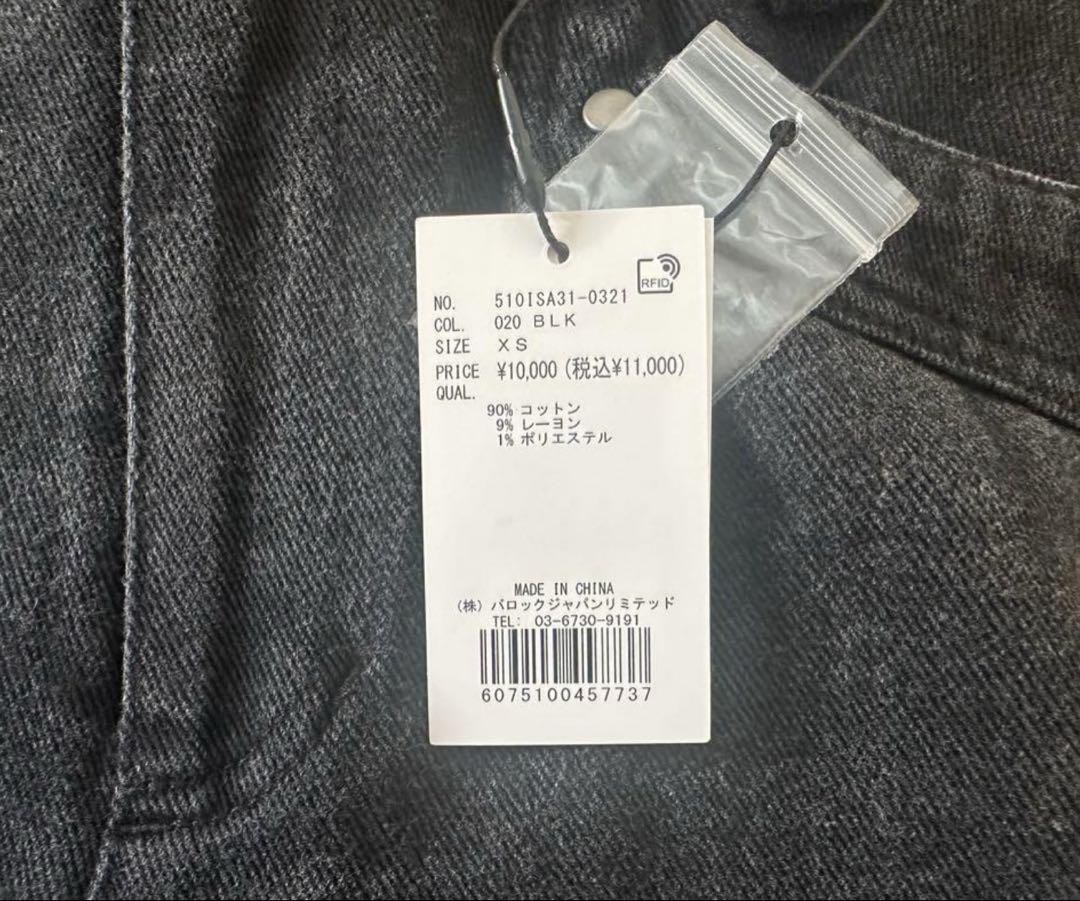 RFID
NO. 510ISA31-0321
COL. 020 BLK
SIZE XS
PRICE ¥10,000 (税込¥11,000)
QUAL.
90% コットン
9% レーヨン
1% ポリエステル
MADE IN CHINA
(株) バロックジャパンリミテッド
TEL: 03-6730-9191
6075100457737